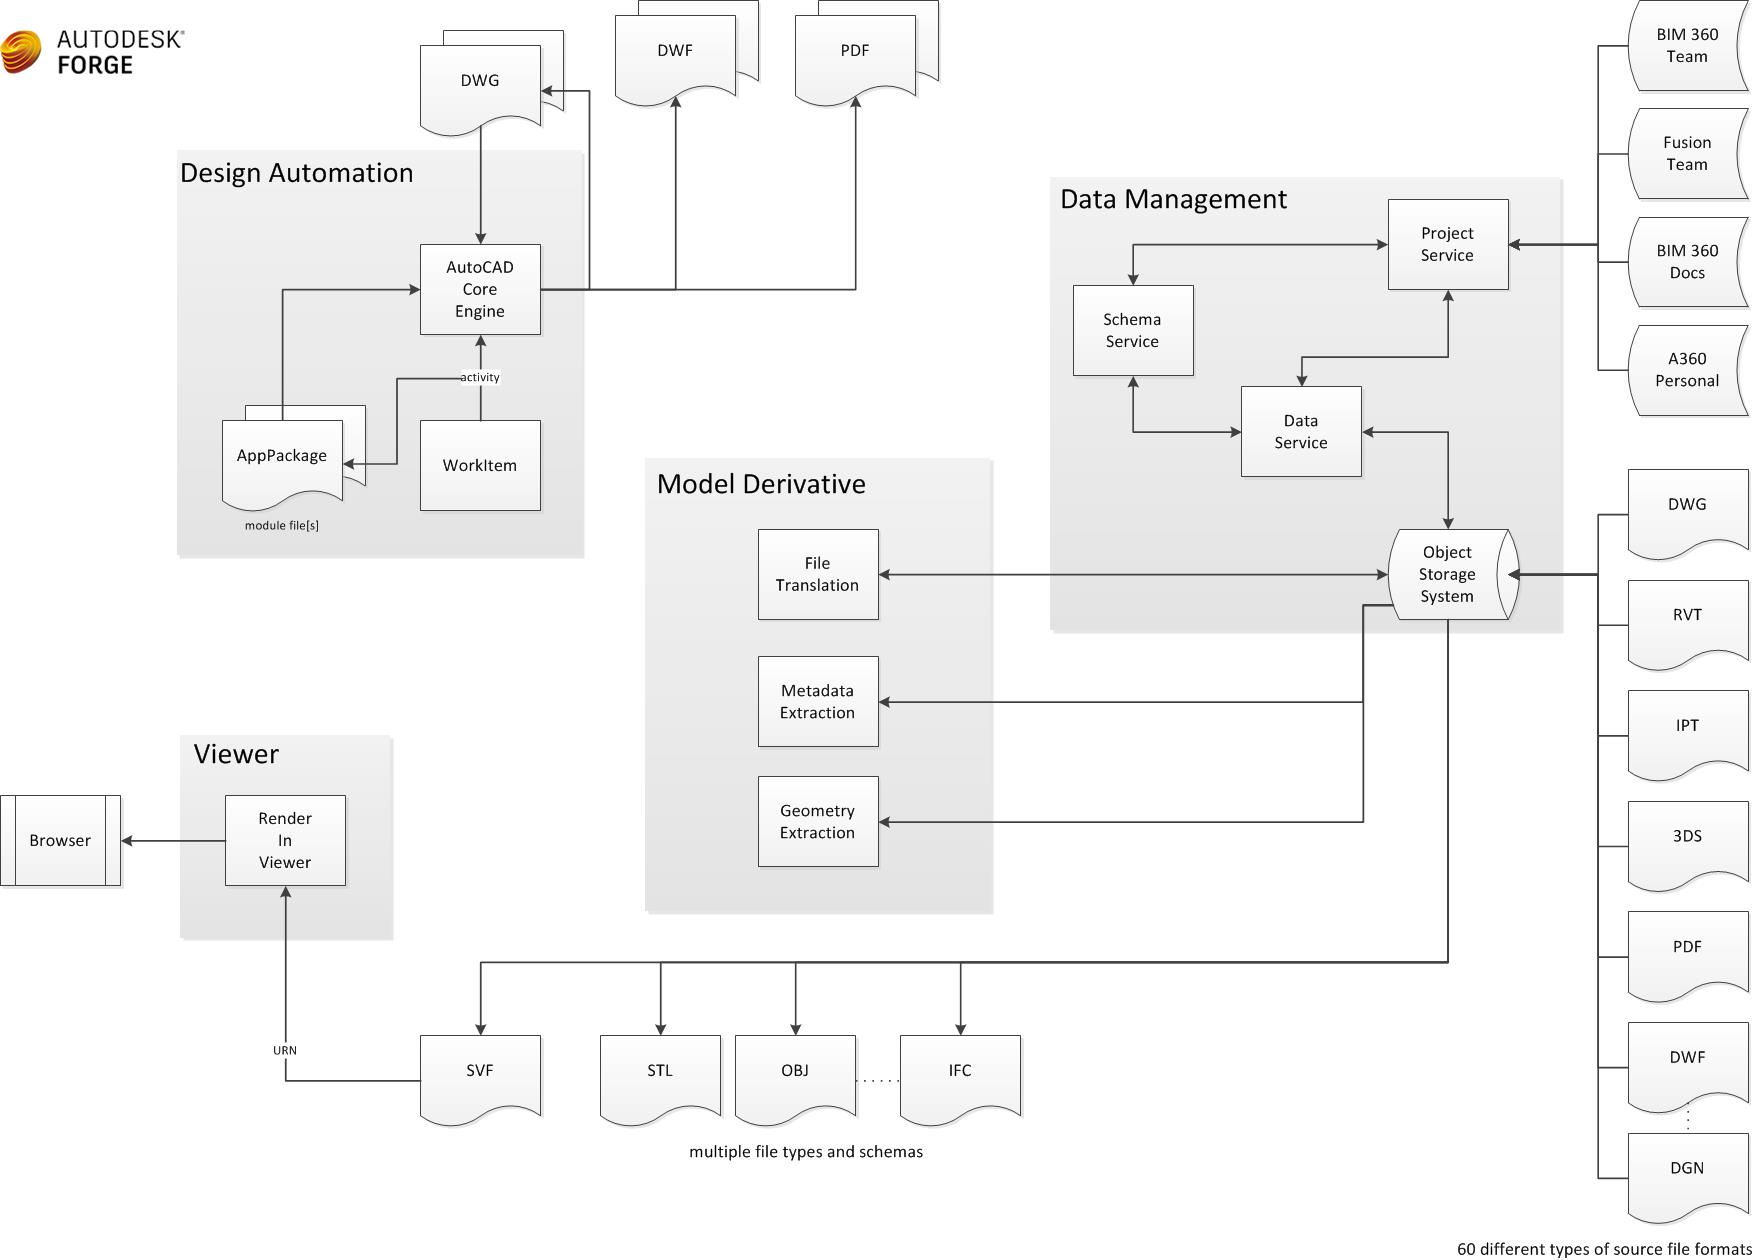 AUTODESK®
FORGE
DWG
DWF
PDF
BIM 360
Team
Fusion
Team
BIM 360
Docs
A360
Personal
Design Automation
AutoCAD
Core
Engine
activity
AppPackage
module file[s]
WorkItem
Data Management
Project
Service
Schema
Service
Data
Service
Object
Storage
System
Model Derivative
File
Translation
Metadata
Extraction
Geometry
Extraction
DWG
RVT
IPT
3DS
PDF
DWF
DGN
Viewer
Render
In
Viewer
Browser
URN
SVF
STL
OBJ
IFC
multiple file types and schemas
60 different types of source file formats